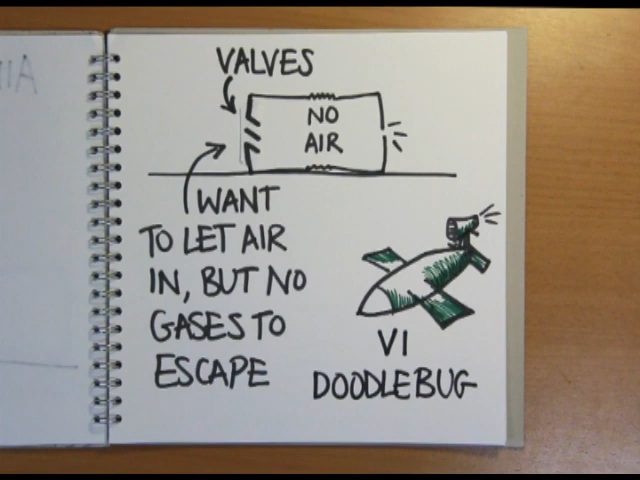 VALVES
NO
AIR
WANT
TO LET AIR
IN, BUT NO
GASES TO
ESCAPE
V1
DOODLEBUG